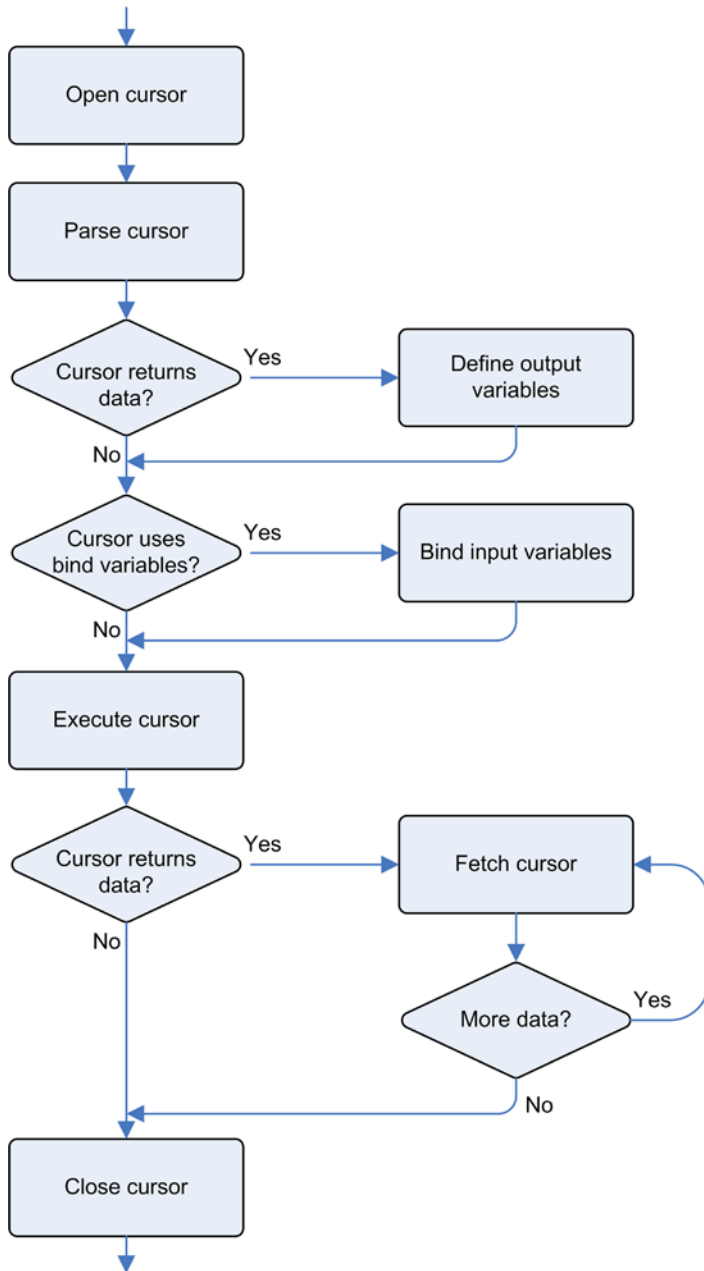 Open cursor
Parse cursor
Cursor returns
data?
Yes
Define output
variables
No
Cursor uses
bind variables?
Yes
Bind input variables
No
Execute cursor
Cursor returns
data?
Yes
Fetch cursor
No
More data?
Yes
No
Close cursor